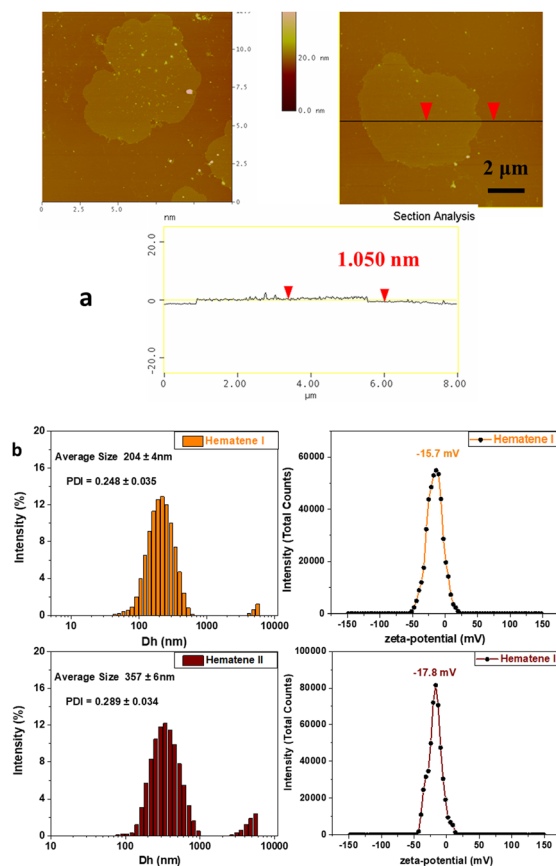 12.5
10.0
7.5
5.0
2.5
0
0
5.0
nm
20.0 nm
0.0 nm
2 µm
Section Analysis
a
1.050 nm
20.0
0
-20.0
0
2.00
4.00
6.00
8.00
µm
b
Hematene I
Average Size 204 ± 4nm
PDI = 0.248 ± 0.035
Intensity (%)
20
16
12
8
4
0
10
100
1000
10000
Dh (nm)
Hematene I
-15.7 mV
Intensity (Total Counts)
60000
40000
20000
0
-150 -100 -50 0 50 100 150
zeta-potential (mV)
Hematene II
Average Size 357 ± 6nm
PDI = 0.289 ± 0.034
Intensity (%)
20
16
12
8
4
0
10
100
1000
10000
Dh (nm)
Hematene I
-17.8 mV
Intensity (Total Counts)
100000
80000
60000
40000
20000
0
-150 -100 -50 0 50 100 150
zeta-potential (mV)